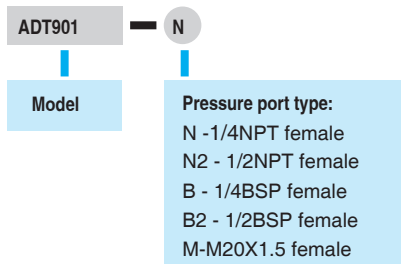 ADT901 — N
Model
Pressure port type:
N -1/4NPT female
N2 - 1/2NPT female
B - 1/4BSP female
B2 - 1/2BSP female
M-M20X1.5 female